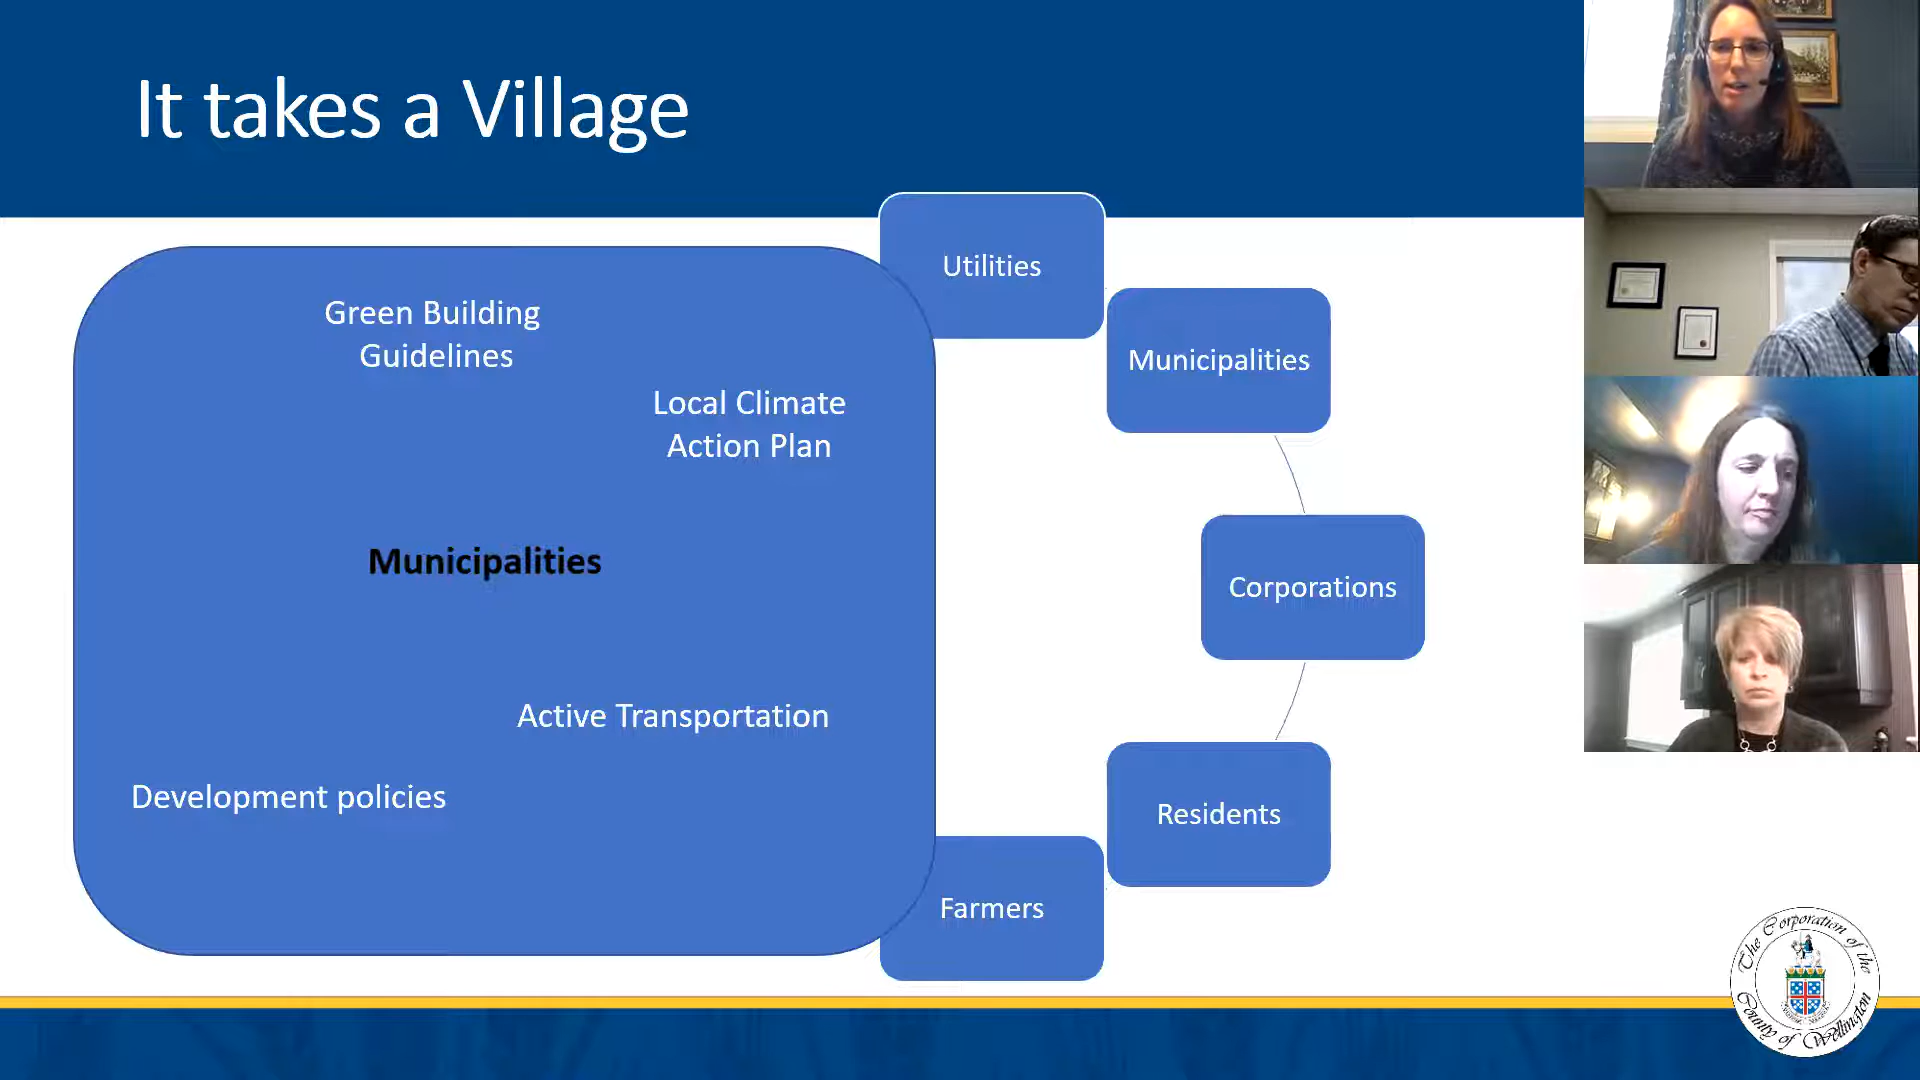 It takes a Village
Utilities
Green Building
Guidelines
Municipalities
Local Climate
Action Plan
Municipalities
Corporations
Active Transportation
Development policies
Residents
Farmers
The Corporation of the
County of Wellington